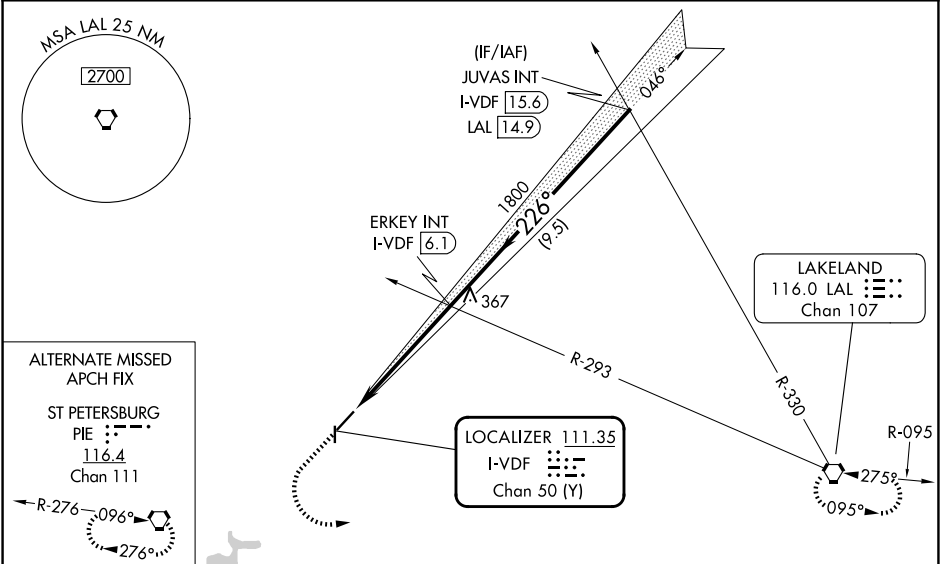 MSA LAL 25 NM
2700
(IF/IAF)
JUVAS INT
I-VDF 15.6
LAL 14.9
046°
1800
226°
(9.5)
ERKEY INT
I-VDF 6.1
367
LAKELAND
116.0 LAL
Chan 107
R-293
R-330
R-095
275°
095°
LOCALIZER 111.35
I-VDF
Chan 50 (Y)
ALTERNATE MISSED
APCH FIX
ST PETERSBURG
PIE
116.4
Chan 111
R-276
096°
276°